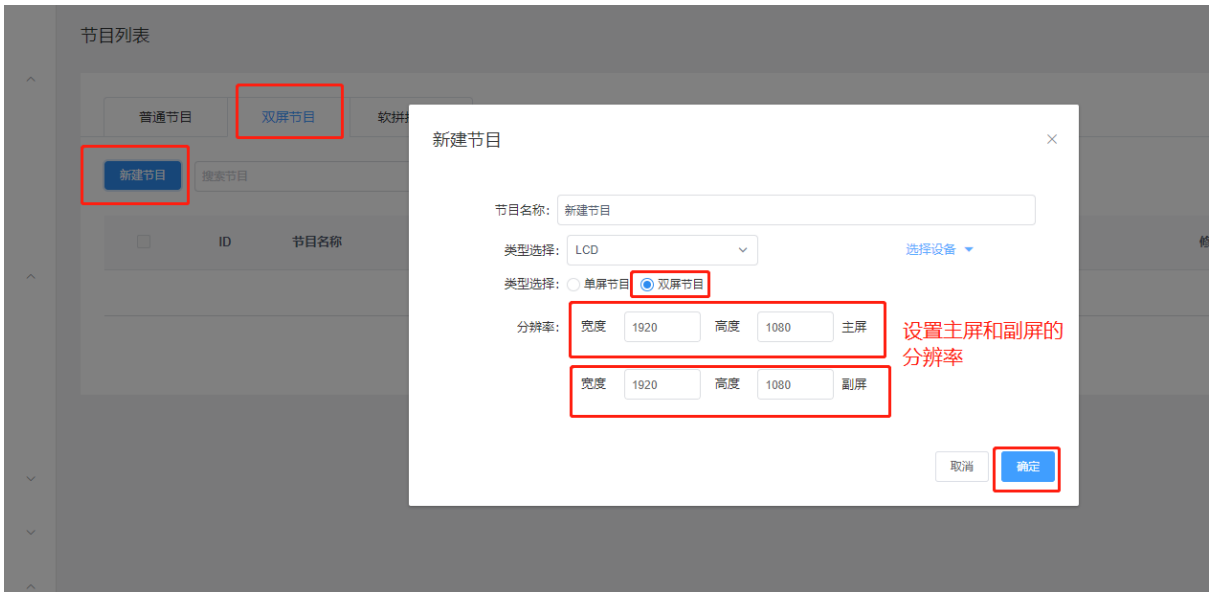 节目列表
普通节目 双屏节目 软拼
新建节目 搜索节目
ID 节目名称
新建节目
节目名称: 新建节目
类型选择: LCD 选择设备
类型选择: 单屏节目 双屏节目
分辨率: 宽度 1920 高度 1080 主屏
宽度 1920 高度 1080 副屏
设置主屏和副屏的
分辨率
取消 确定